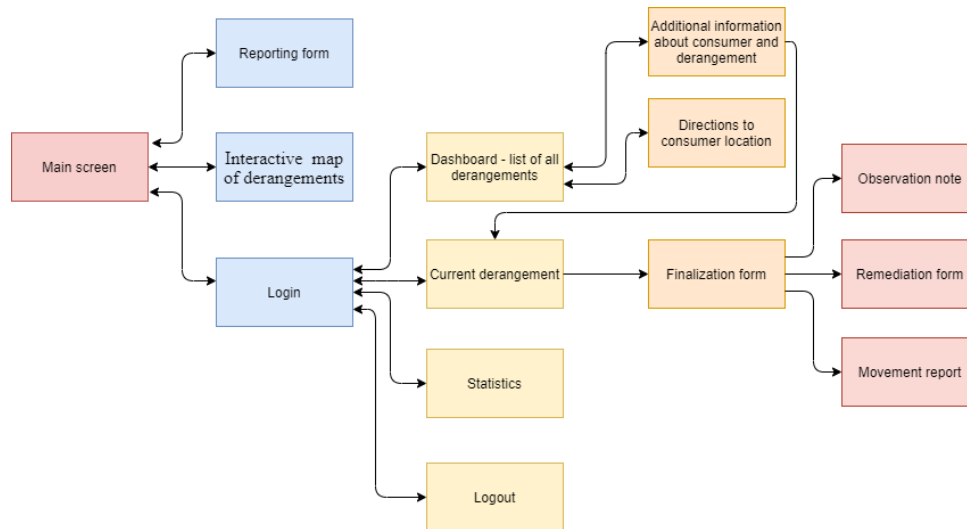 Main screen
Reporting form
Interactive map
of derangements
Login
Dashboard - list of all
derangements
Current derangement
Statistics
Logout
Additional information
about consumer and
derangement
Directions to
consumer location
Finalization form
Observation note
Remediation form
Movement report